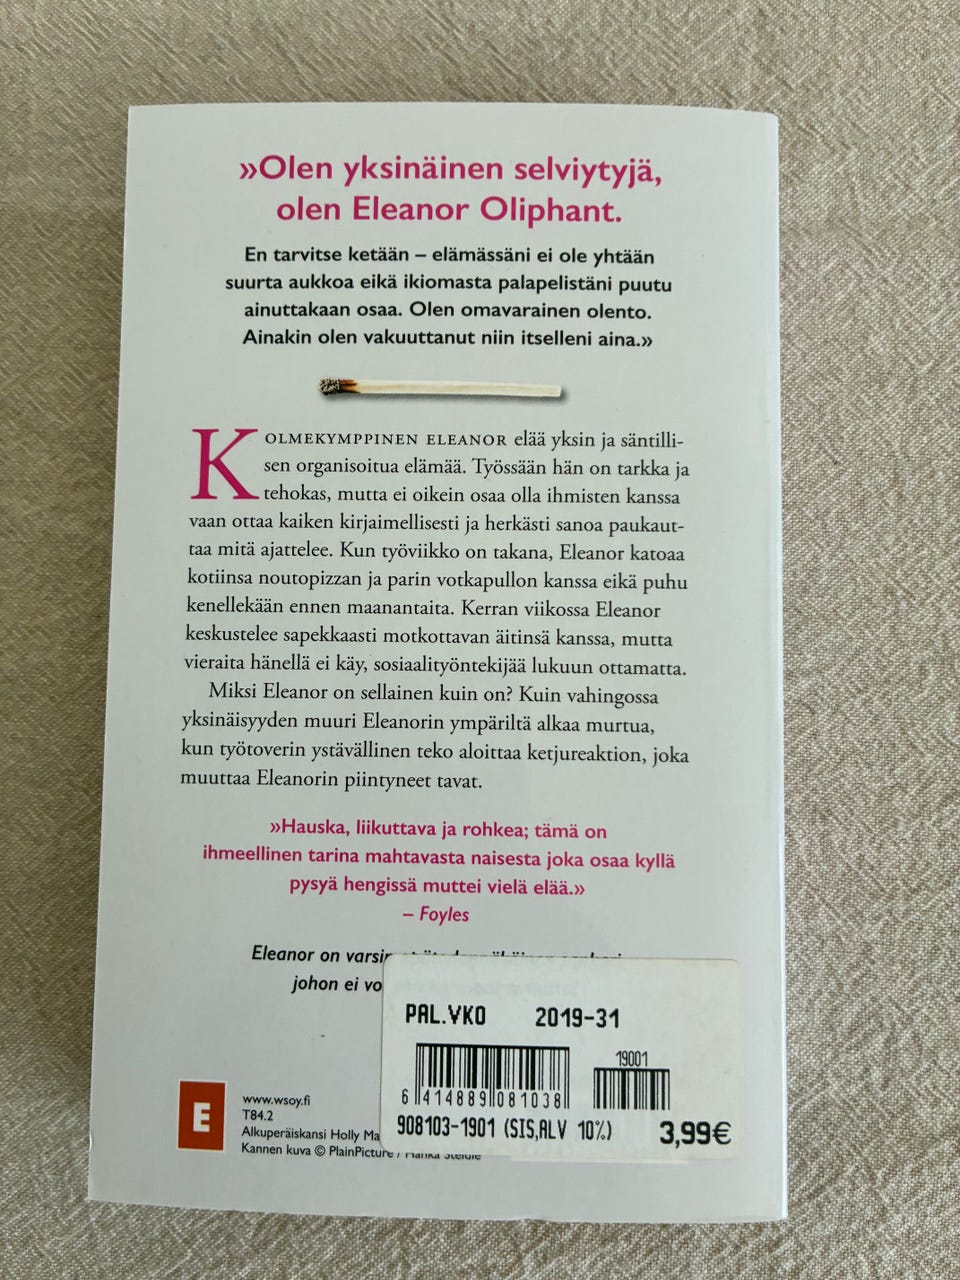 »Olen yksinäinen selviytyjä,
olen Eleanor Oliphant.
En tarvitse ketään – elämässäni ei ole yhtään
suurta aukkoa eikä ikiomasta palapelistäni puutu
ainuttakaan osaa. Olen omavarainen olento.
Ainakin olen vakuuttanut niin itselleni aina.»
KOLMEKYMPPINEN ELEANOR elää yksin ja säntilli-
sen organisoitua elämää. Työssään hän on tarkka ja
tehokas, mutta ei oikein osaa olla ihmisten kanssa
vaan ottaa kaiken kirjaimellisesti ja herkästi sanoa paukaut-
taa mitä ajattelee. Kun työviikko on takana, Eleanor katoaa
kotiinsa noutopizzan ja parin votkapullon kanssa eikä puhu
kenellekään ennen maanantaita. Kerran viikossa Eleanor
keskustelee sapekkaasti motkottavan äitinsä kanssa, mutta
vieraita hänellä ei käy, sosiaalityöntekijää lukuun ottamatta.
Miksi Eleanor on sellainen kuin on? Kuin vahingossa
yksinäisyyden muuri Eleanorin ympäriltä alkaa murtua,
kun työtoverin ystävällinen teko aloittaa ketjureaktion, joka
muuttaa Eleanorin piintyneet tavat.
»Hauska, liikuttava ja rohkea; tämä on
ihmeellinen tarina mahtavasta naisesta joka osaa kyllä
pysyä hengissä muttei vielä elää.»
– Foyles
Eleanor on
johon ei
PAL.VKO 2019-31
19001
6 414889 081038
908103-1901 (SIS,ALV 10%) 3,99€
E
www.wsoy.fi
T84.2
Alkuperäiskansi Holly
Kannen kuva © PlainPicture /